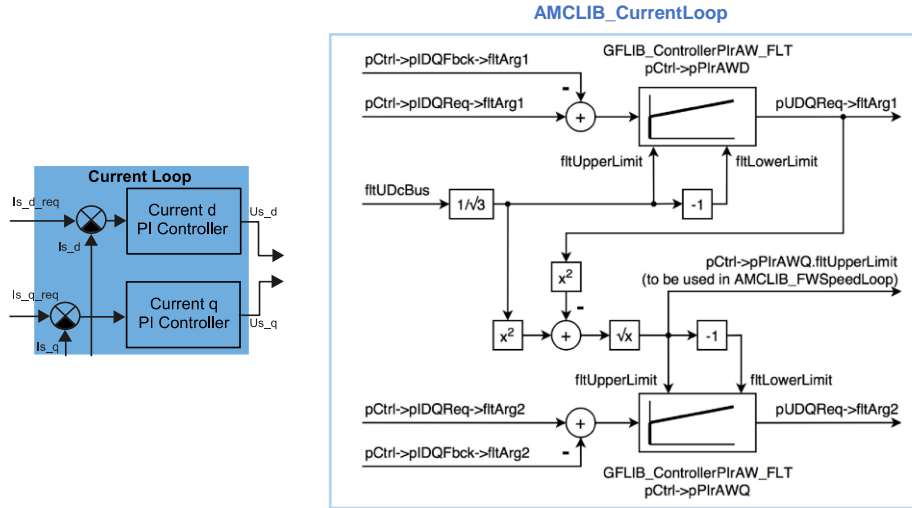 AMCLIB_CurrentLoop
Current Loop
Is_d_req
Current d
PI Controller
Us_d
Is_d
Is_q_req
Current q
PI Controller
Us_q
Is_q
GFLIB_ControllerPIrAW_FLT
pCtrl->pPIrAWD
pCtrl->pIDQFbck->fltArg1
-
pCtrl->pIDQReq->fltArg1
+
pUDQReq->fltArg1
fltUpperLimit
fltLowerLimit
fltUDcBus
1/√3
-1
x²
pCtrl->pPIrAWQ.fltUpperLimit
(to be used in AMCLIB_FWSpeedLoop)
-
x²
+
√x
-1
fltUpperLimit
fltLowerLimit
pCtrl->pIDQReq->fltArg2
+
pUDQReq->fltArg2
-
pCtrl->pIDQFbck->fltArg2
GFLIB_ControllerPIrAW_FLT
pCtrl->pPIrAWQ